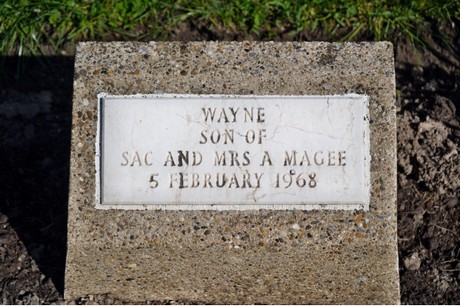 WAYNE
SON OF
SAC AND MRS A MAGEE
5 FEBRUARY 1968